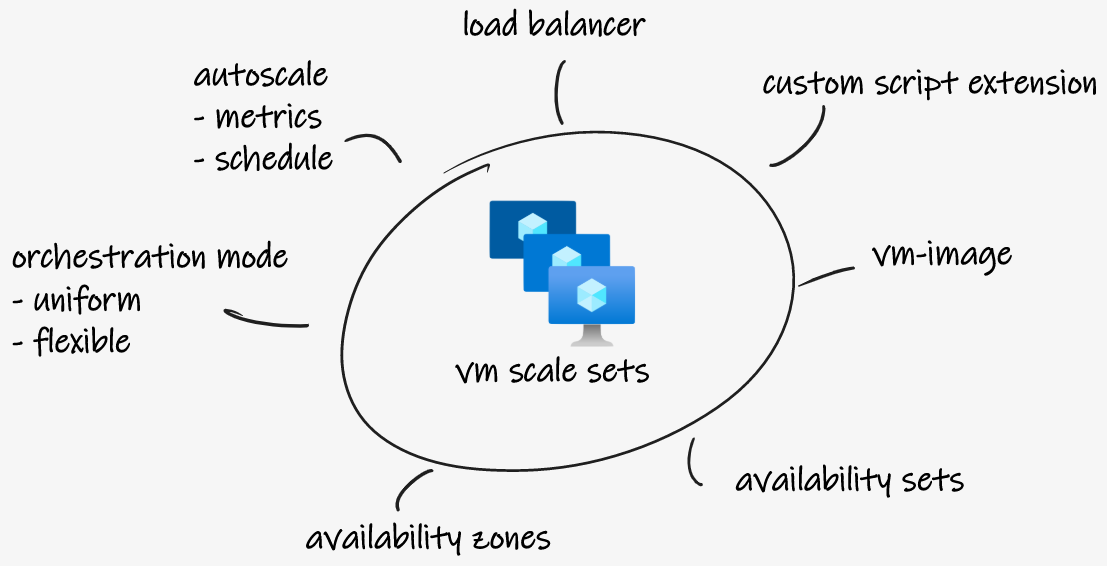 load balancer
autoscale
- metrics
- schedule
custom script extension
orchestration mode
- uniform
- flexible
vm-image
vm scale sets
availability sets
availability zones